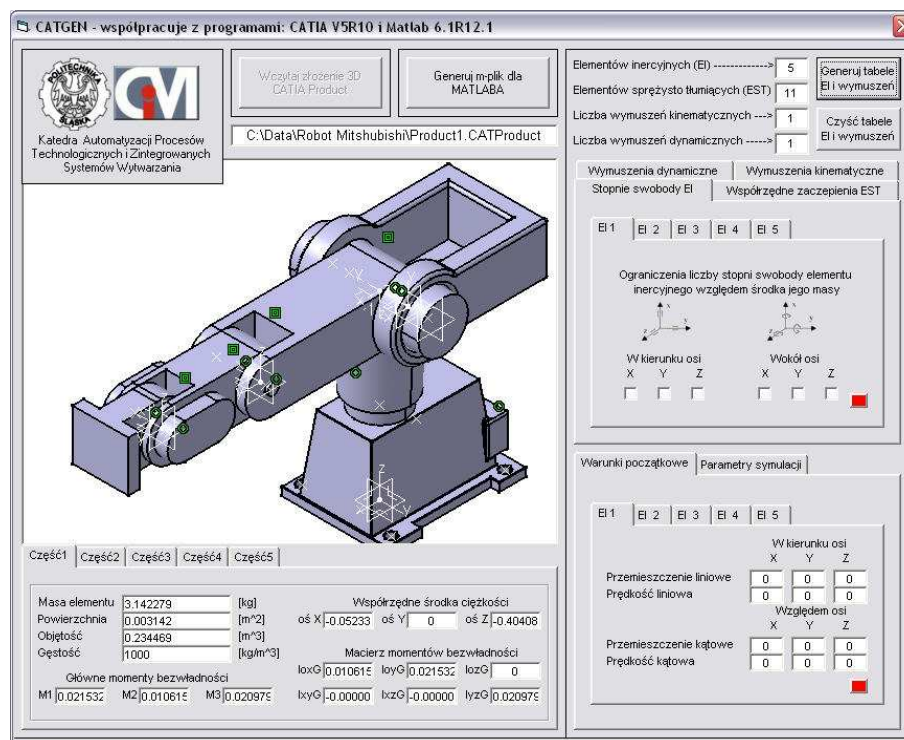 CATGEN - współpracuje z programami: CATIA V5R10 i Matlab 6.1R12.1
POLITECHNIKA
ŚLĄSKA
CiM
Katedra Automatyzacji Procesów
Technologicznych i Zintegrowanych
Systemów Wytwarzania
Wczytaj złożenie 3D
CATIA Product
Generuj m-plik dla
MATLABA
C:\Data\Robot Mitshubishi\Product1.CATProduct
Elementów inercyjnych (EI) ------------->
5
Elementów sprężysto tłumiących (EST)
11
Liczba wymuszeń kinematycznych --->
1
Liczba wymuszeń dynamicznych ----->
1
Generuj tabele
EI i wymuszeń
Czyść tabele
EI i wymuszeń
Wymuszenia dynamiczne
Wymuszenia kinematyczne
Stopnie swobody EI
Współrzędne zaczepienia EST
EI 1
EI 2
EI 3
EI 4
EI 5
Ograniczenia liczby stopni swobody elementu
inercyjnego względem środka jego masy
W kierunku osi
Wokół osi
X Y Z
X Y Z
Warunki początkowe
Parametry symulacji
EI 1
EI 2
EI 3
EI 4
EI 5
W kierunku osi
X Y Z
Przemieszczenie liniowe 0 0 0
Prędkość liniowa 0 0 0
Względem osi
X Y Z
Przemieszczenie kątowe 0 0 0
Prędkość kątowa 0 0 0
Część1
Część2
Część3
Część4
Część5
Masa elementu 3.142279 [kg]
Powierzchnia 0.003142 [m^2]
Objętość 0.234469 [m^3]
Gęstość 1000 [kg/m^3]
Główne momenty bezwładności
M1 0.021532 M2 0.010615 M3 0.020979
Współrzędne środka ciężkości
oś X -0.05233 oś Y 0 oś Z -0.40408
Macierz momentów bezwładności
IoxG 0.010615 IoyG 0.021532 IozG 0
IxyG -0.00000 IxzG -0.00000 IyzG 0.020979